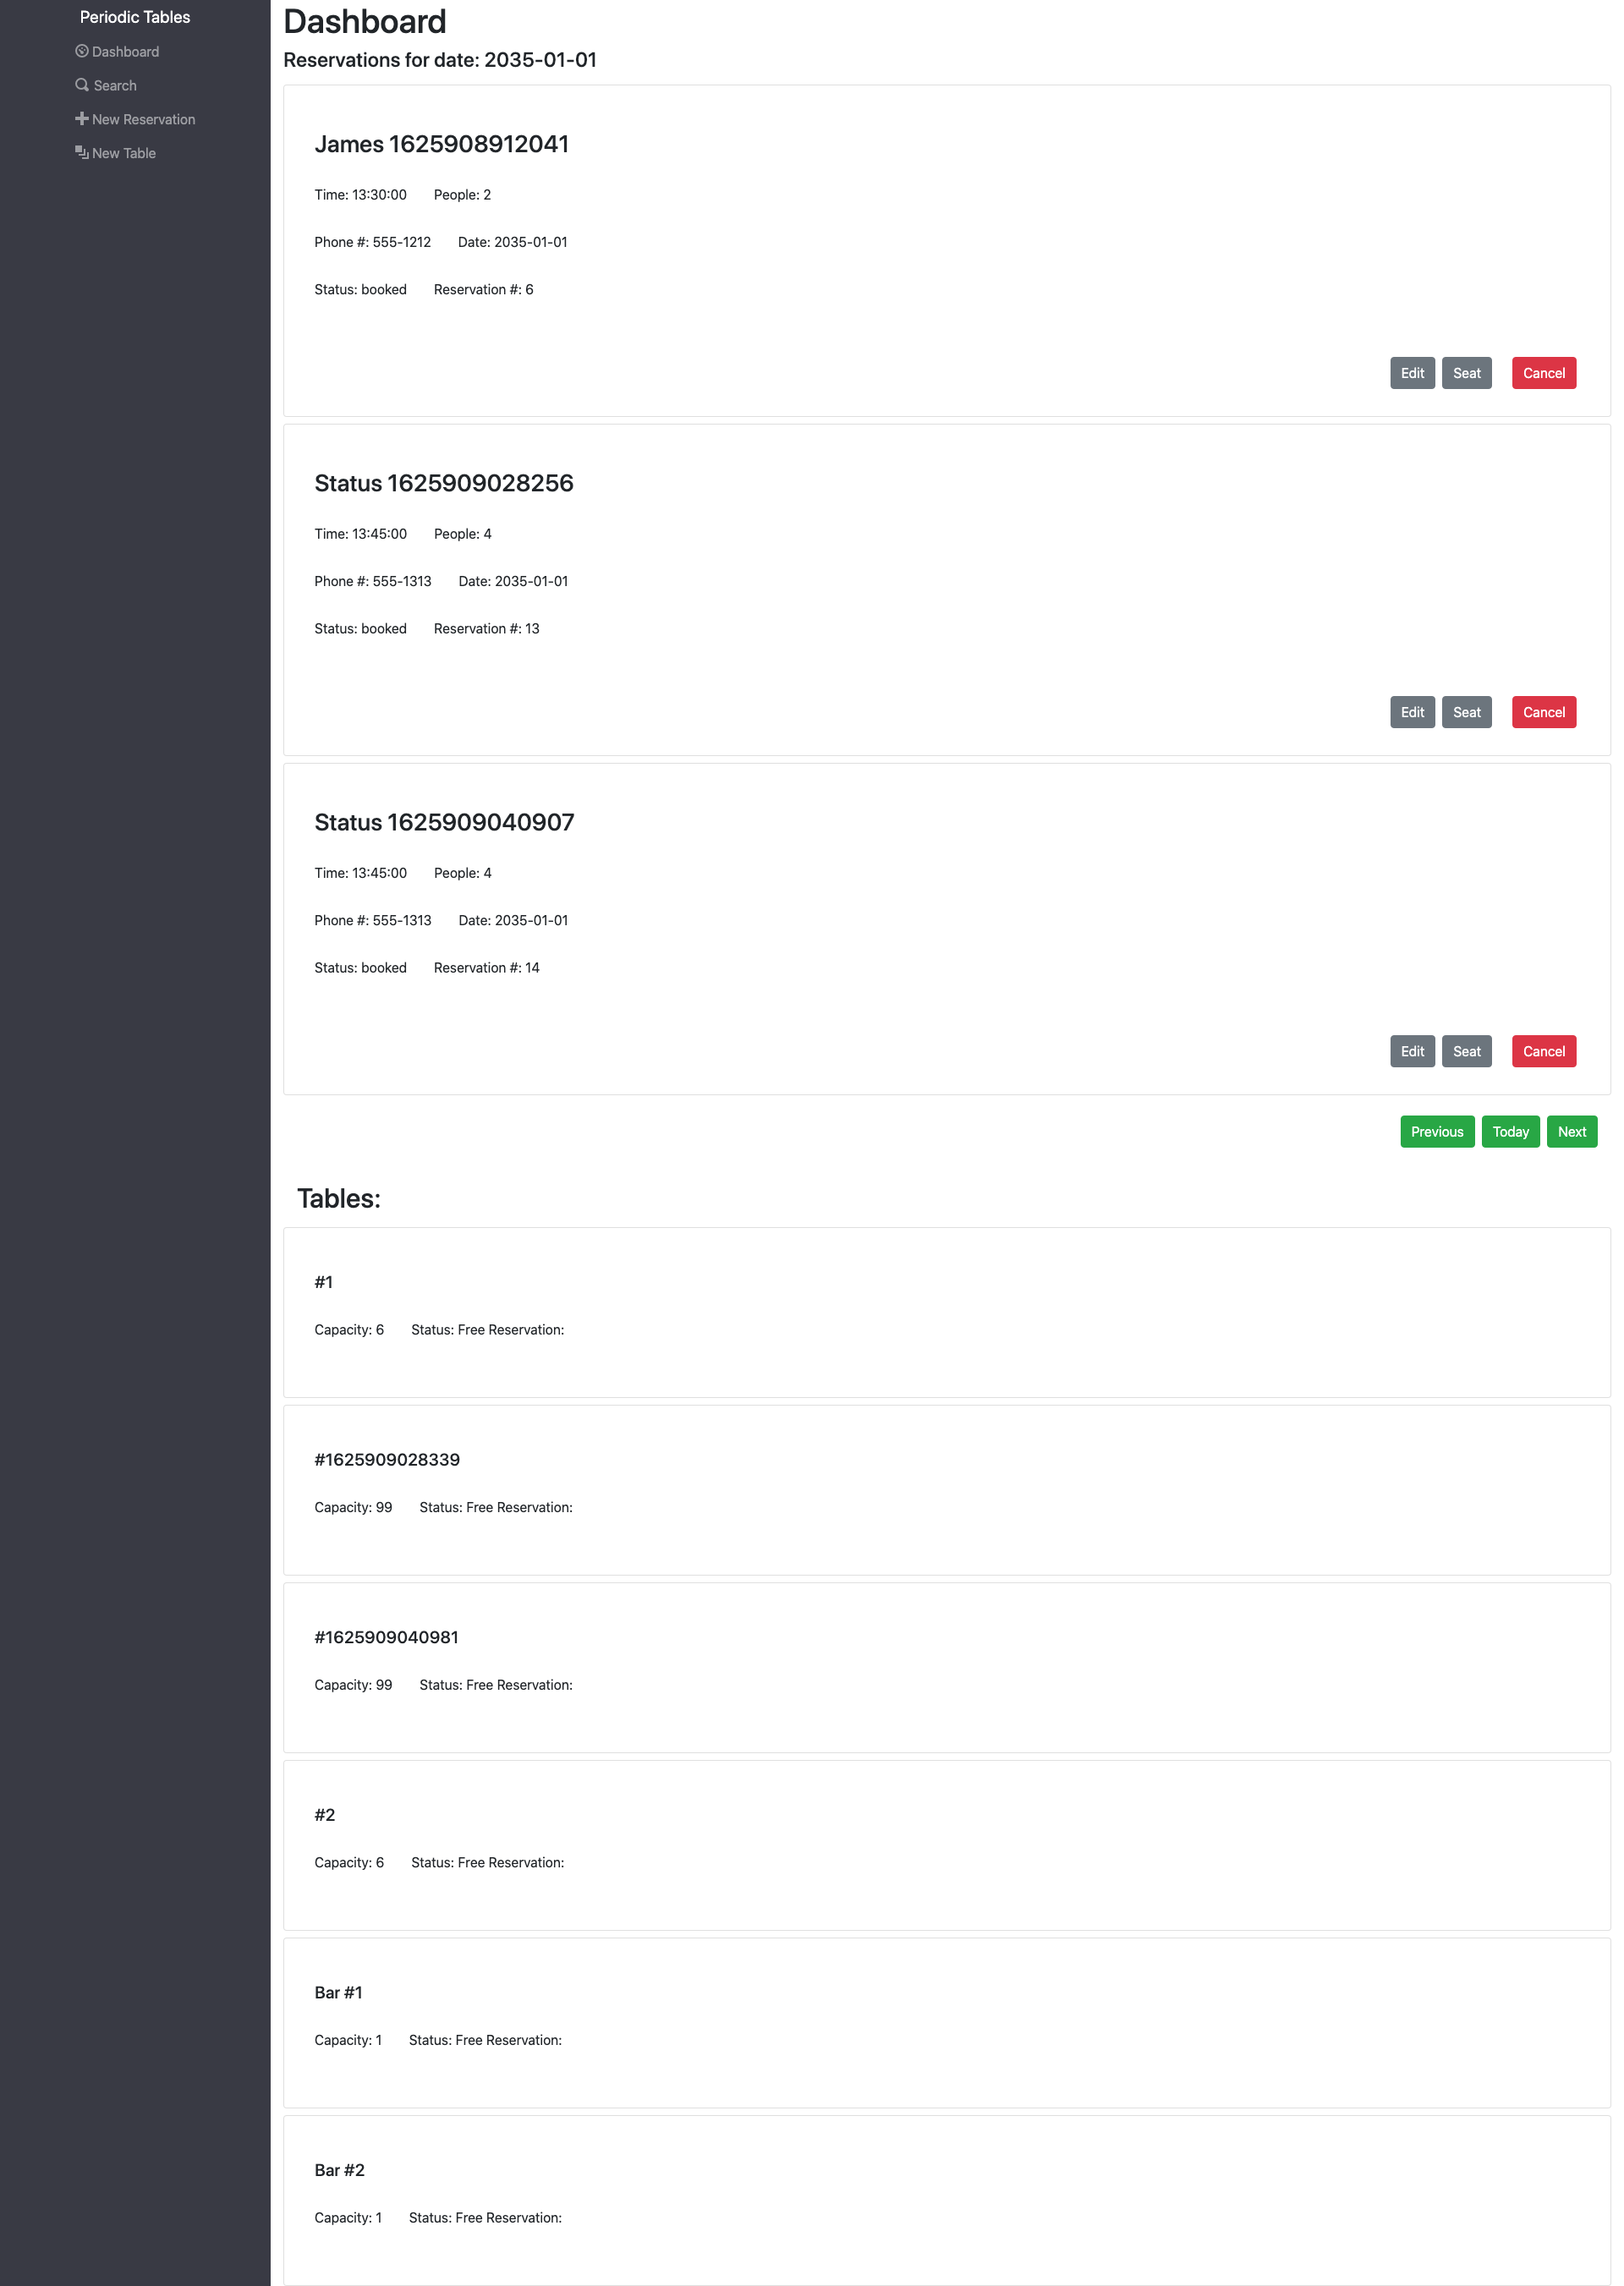 Periodic Tables
Dashboard
Search
New Reservation
New Table
Dashboard
Reservations for date: 2035-01-01
James 1625908912041
Time: 13:30:00 People: 2
Phone #: 555-1212 Date: 2035-01-01
Status: booked Reservation #: 6
Edit Seat Cancel
Status 1625909028256
Time: 13:45:00 People: 4
Phone #: 555-1313 Date: 2035-01-01
Status: booked Reservation #: 13
Edit Seat Cancel
Status 1625909040907
Time: 13:45:00 People: 4
Phone #: 555-1313 Date: 2035-01-01
Status: booked Reservation #: 14
Edit Seat Cancel
Previous Today Next
Tables:
#1
Capacity: 6 Status: Free Reservation:
#1625909028339
Capacity: 99 Status: Free Reservation:
#1625909040981
Capacity: 99 Status: Free Reservation:
#2
Capacity: 6 Status: Free Reservation:
Bar #1
Capacity: 1 Status: Free Reservation:
Bar #2
Capacity: 1 Status: Free Reservation: